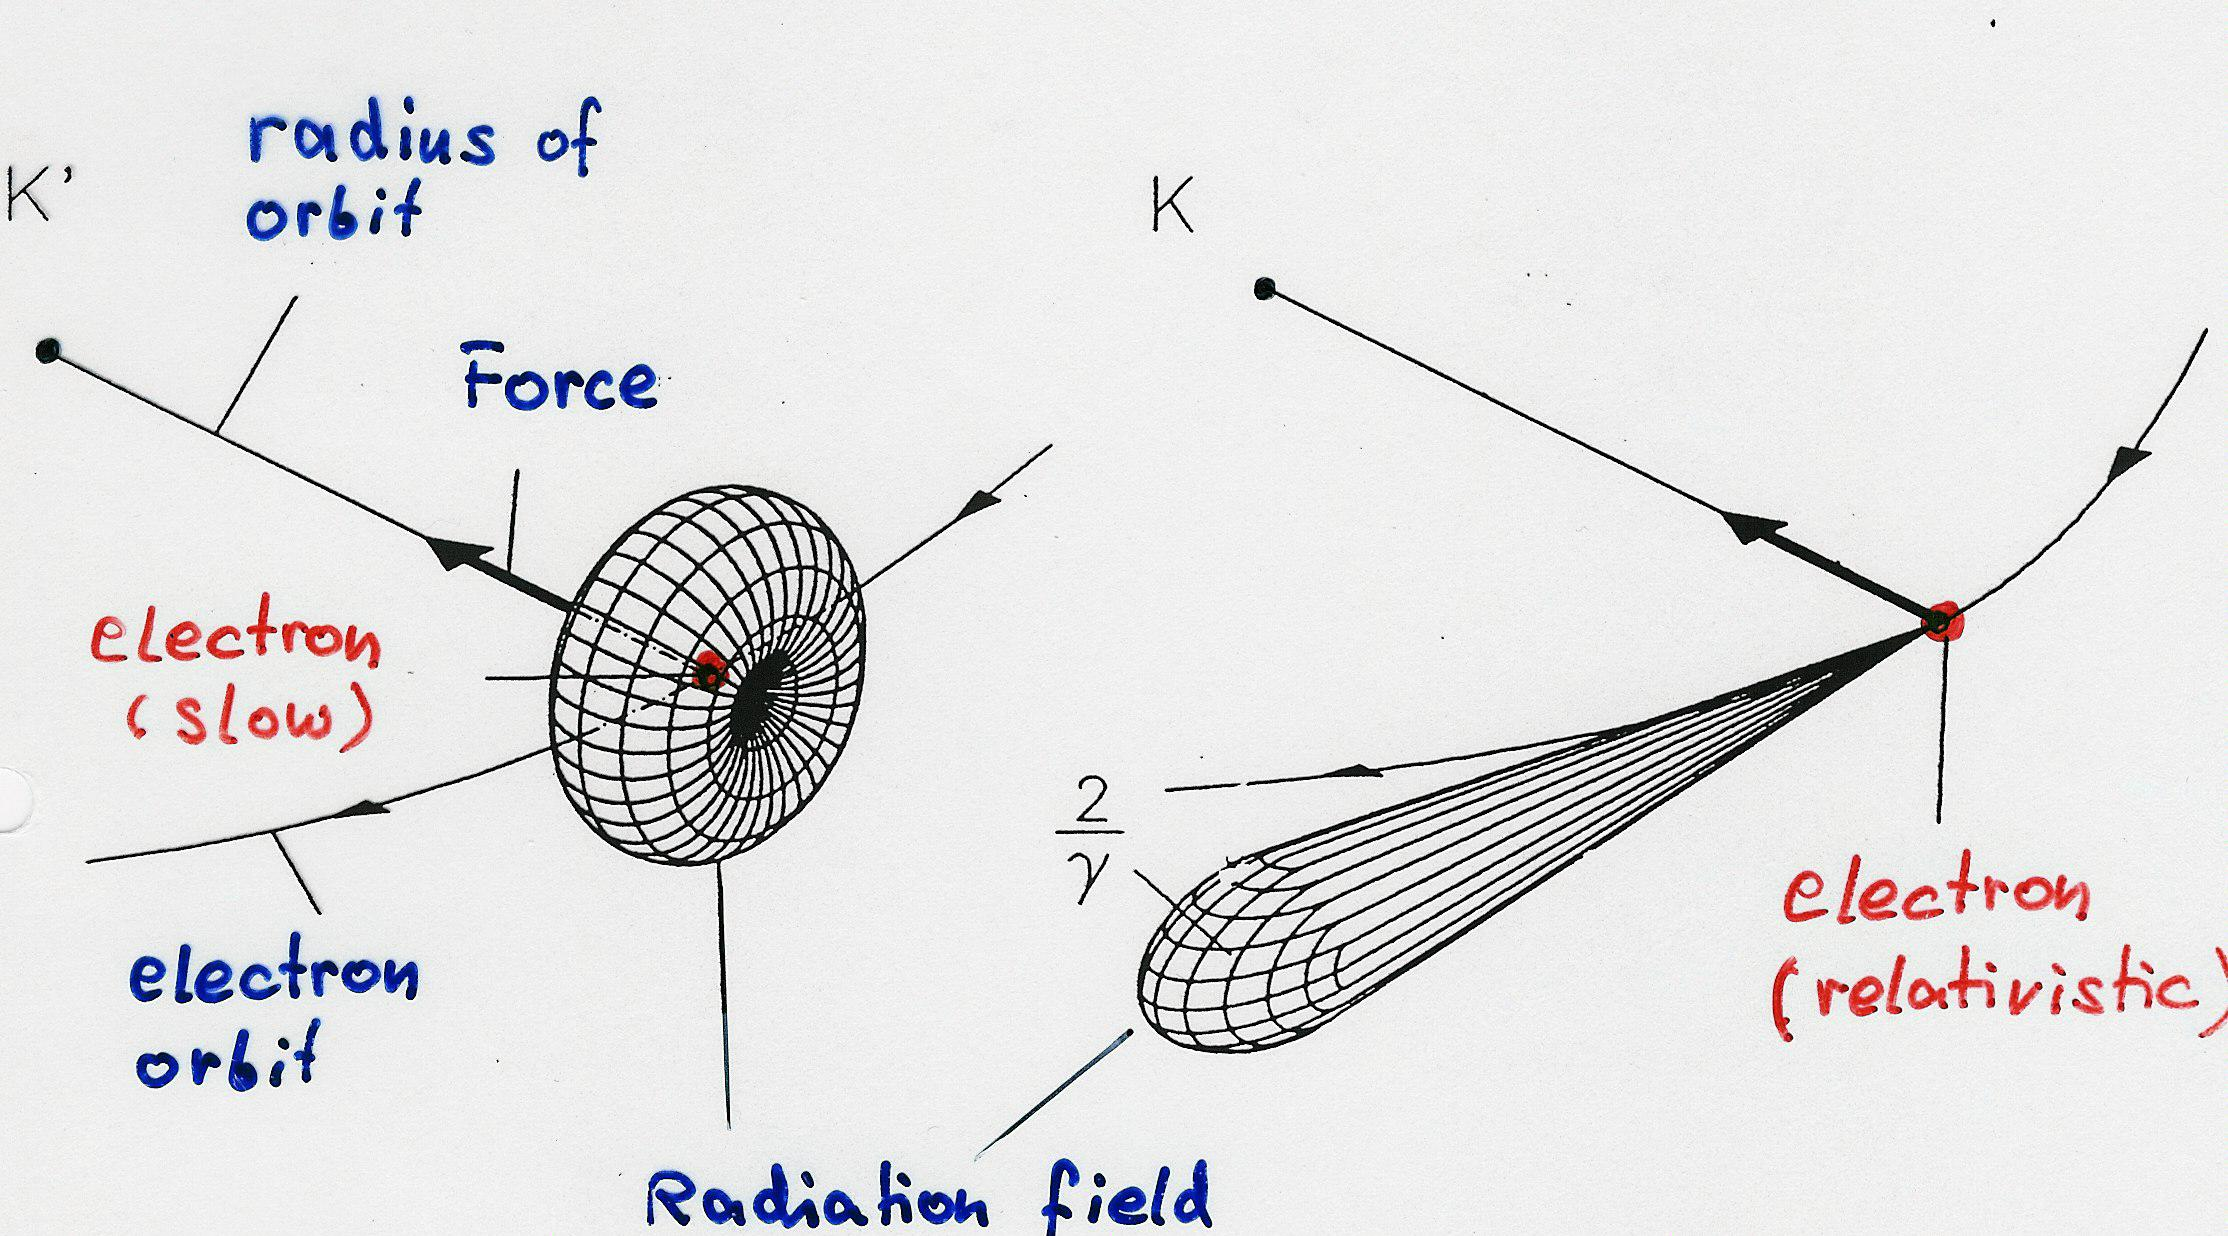 K’
radius of
orbit
Force
electron
(slow)
electron
orbit
K
2
γ
electron
(relativistic)
Radiation field